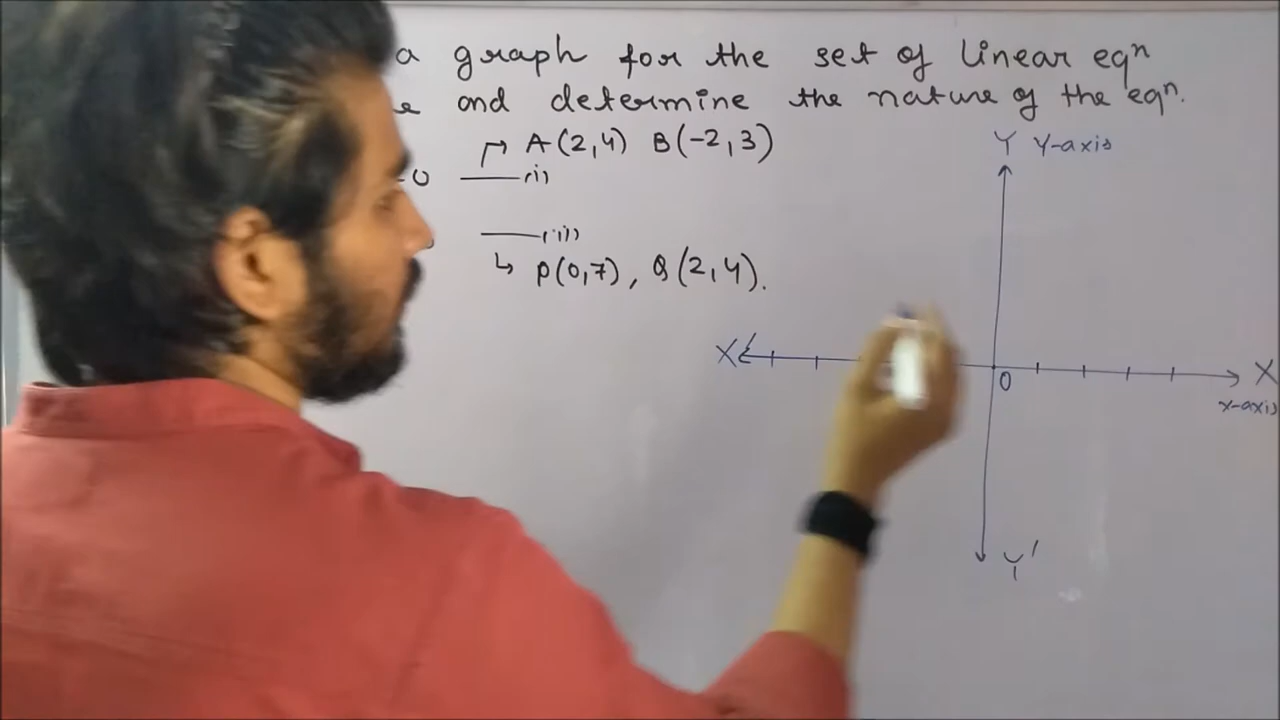 a graph for the set of linear eqⁿ
and determine the nature of the eqⁿ.
A(2,4) B(-2,3)
Y Y-axis
0 —(i)
—(ii)
P(0,7), Q(2,4).
X'
X
0
x-axis
Y'